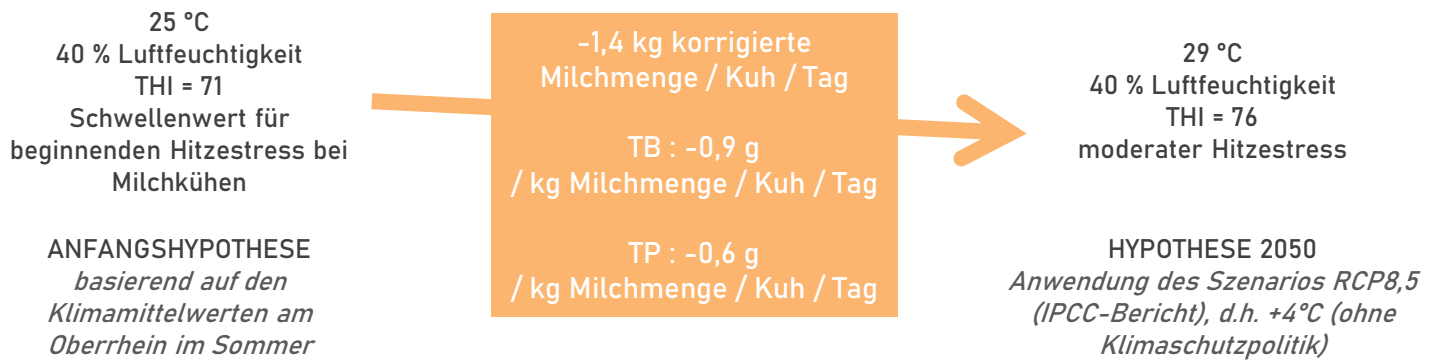 25 °C
40 % Luftfeuchtigkeit
THI = 71
Schwellenwert für
beginnenden Hitzestress bei
Milchkühen
ANFANGSHYPOTHESE
basierend auf den
Klimamittelwerten am
Oberrhein im Sommer
-1,4 kg korrigierte
Milchmenge / Kuh / Tag
TB : -0,9 g
/ kg Milchmenge / Kuh / Tag
TP : -0,6 g
/ kg Milchmenge / Kuh / Tag
29 °C
40 % Luftfeuchtigkeit
THI = 76
moderater Hitzestress
HYPOTHESE 2050
Anwendung des Szenarios RCP8,5
(IPCC-Bericht), d.h. +4°C (ohne
Klimaschutzpolitik)